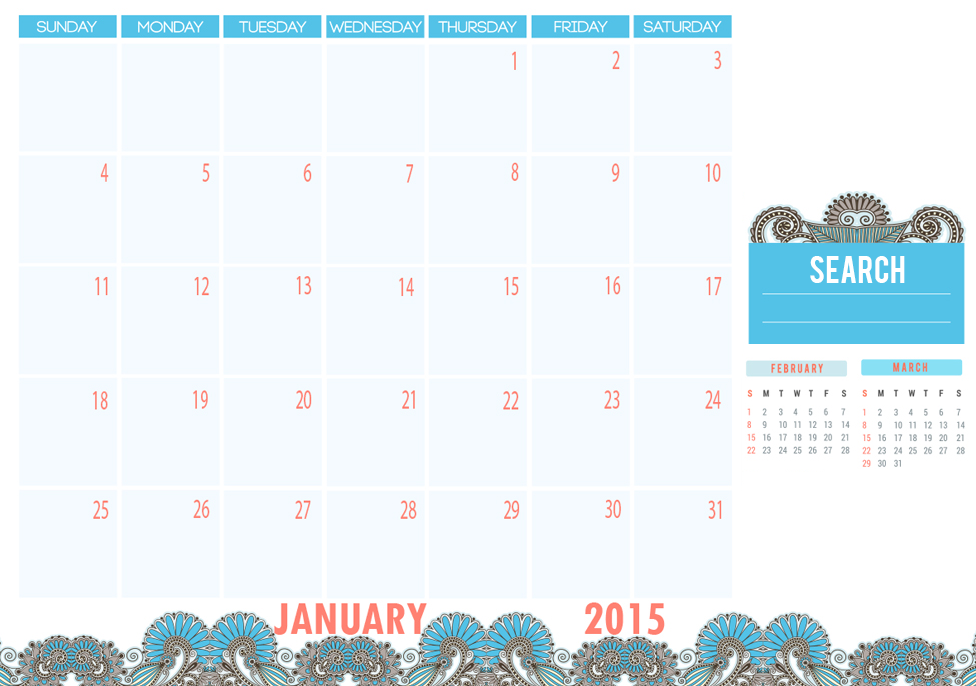 SUNDAY MONDAY TUESDAY WEDNESDAY THURSDAY FRIDAY SATURDAY
1 2 3
4 5 6 7 8 9 10
11 12 13 14 15 16 17
18 19 20 21 22 23 24
25 26 27 28 29 30 31
JANUARY 2015
SEARCH
FEBRUARY
S M T W T F S
1 2 3 4 5 6 7
8 9 10 11 12 13 14
15 16 17 18 19 20 21
22 23 24 25 26 27 28
MARCH
S M T W T F S
1 2 3 4 5 6 7
8 9 10 11 12 13 14
15 16 17 18 19 20 21
22 23 24 25 26 27 28
29 30 31